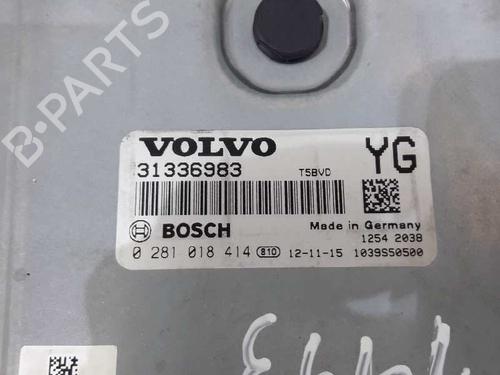 B-PARTS
VOLVO
31336983 T5BVD YG
BOSCH Made in Germany
1254 2038
0 281 018 414 810 12-11-15 1039S50500